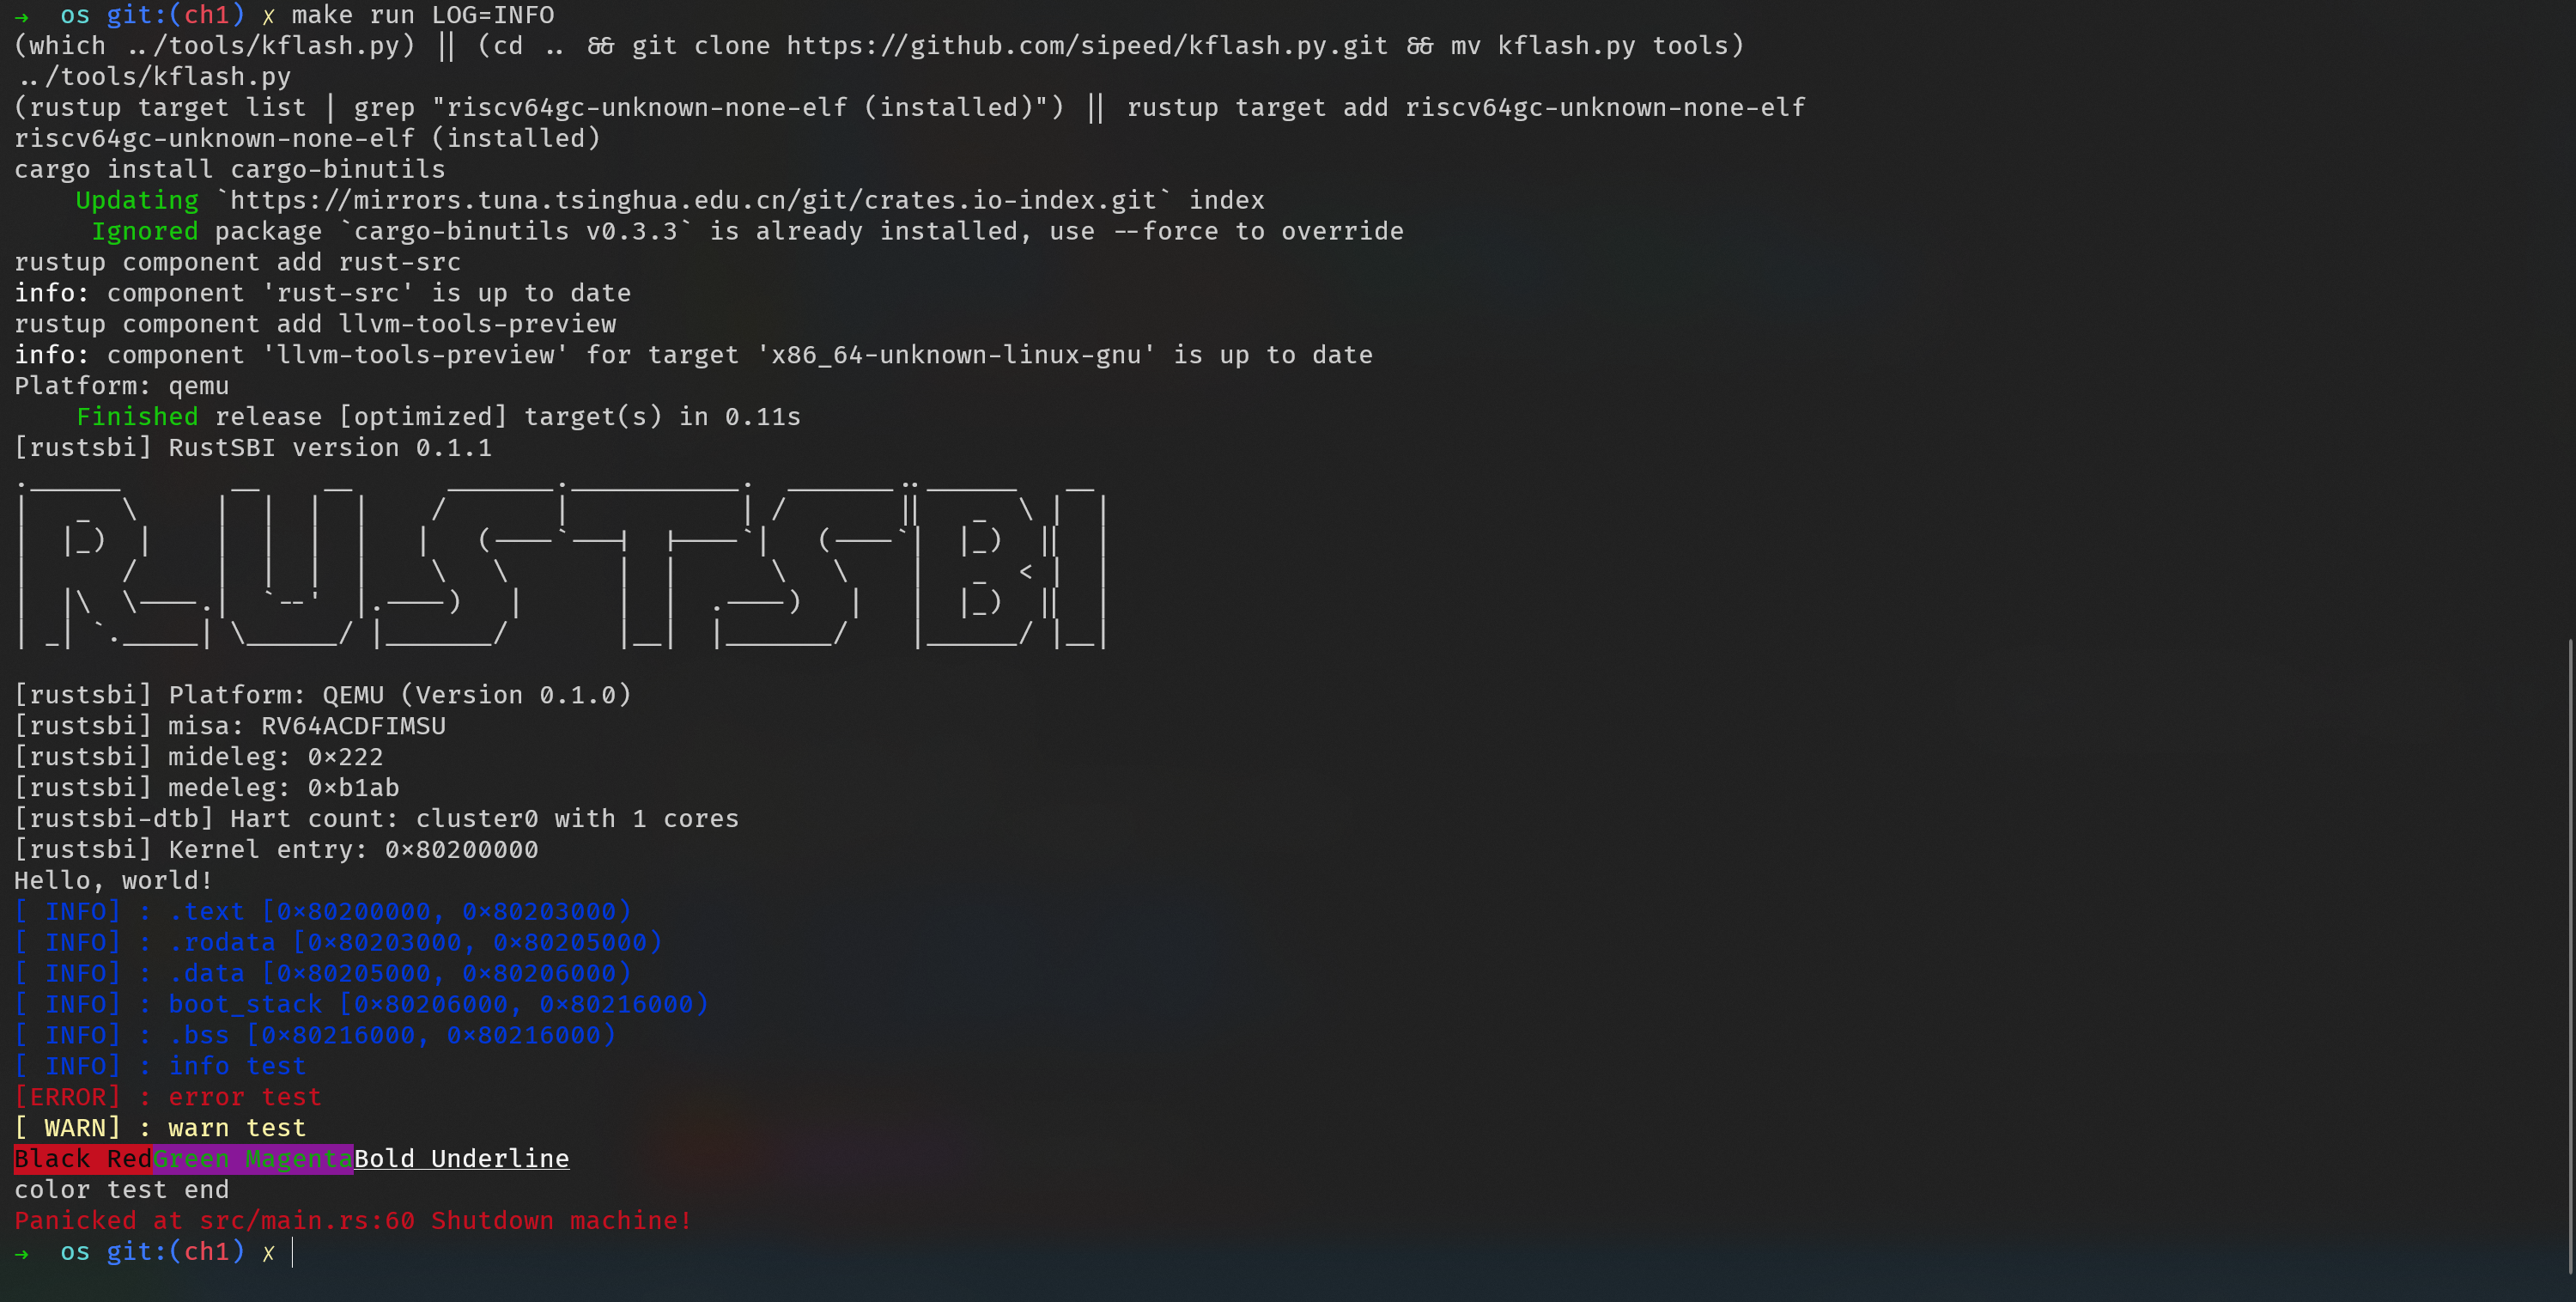 →  os git:(ch1) ✗ make run LOG=INFO
(which ../tools/kflash.py) || (cd .. && git clone https://github.com/sipeed/kflash.py.git && mv kflash.py tools)
../tools/kflash.py
(rustup target list | grep "riscv64gc-unknown-none-elf (installed)") || rustup target add riscv64gc-unknown-none-elf
riscv64gc-unknown-none-elf (installed)
cargo install cargo-binutils
    Updating `https://mirrors.tuna.tsinghua.edu.cn/git/crates.io-index.git` index
     Ignored package `cargo-binutils v0.3.3` is already installed, use --force to override
rustup component add rust-src
info: component 'rust-src' is up to date
rustup component add llvm-tools-preview
info: component 'llvm-tools-preview' for target 'x86_64-unknown-linux-gnu' is up to date
Platform: qemu
    Finished release [optimized] target(s) in 0.11s
[rustsbi] RustSBI version 0.1.1
RUSTSBI
[rustsbi] Platform: QEMU (Version 0.1.0)
[rustsbi] misa: RV64ACDFIMSU
[rustsbi] mideleg: 0x222
[rustsbi] medeleg: 0xb1ab
[rustsbi-dtb] Hart count: cluster0 with 1 cores
[rustsbi] Kernel entry: 0x80200000
Hello, world!
[ INFO] : .text [0x80200000, 0x80203000)
[ INFO] : .rodata [0x80203000, 0x80205000)
[ INFO] : .data [0x80205000, 0x80206000)
[ INFO] : boot_stack [0x80206000, 0x80216000)
[ INFO] : .bss [0x80216000, 0x80216000)
[ INFO] : info test
[ERROR] : error test
[ WARN] : warn test
Black RedGreen MagentaBold Underline
color test end
Panicked at src/main.rs:60 Shutdown machine!
→  os git:(ch1) ✗